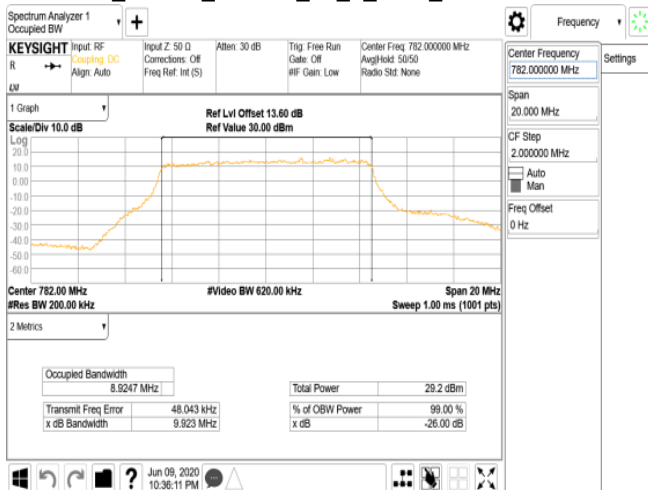 Spectrum Analyzer 1
Occupied BW
Frequency
KEYSIGHT
R
Input: RF
Coupling: DC
Align: Auto
Input Z: 50 Ω
Corrections: Off
Freq Ref: Int (S)
Atten: 30 dB
Trig: Free Run
Gate: Off
#IF Gain: Low
Center Freq: 782.000000 MHz
Avg|Hold: 50/50
Radio Std: None
Center Frequency
782.000000 MHz
Settings
Span
20.000 MHz
CF Step
2.000000 MHz
Auto
Man
Freq Offset
0 Hz
1 Graph
Scale/Div 10.0 dB
Ref Lvl Offset 13.60 dB
Ref Value 30.00 dBm
Log
20.0
10.0
0.00
-10.0
-20.0
-30.0
-40.0
-50.0
-60.0
Center 782.00 MHz
#Video BW 620.00 kHz
Span 20 MHz
#Res BW 200.00 kHz
Sweep 1.00 ms (1001 pts)
2 Metrics
Occupied Bandwidth
8.9247 MHz
Total Power 29.2 dBm
Transmit Freq Error 48.043 kHz
% of OBW Power 99.00 %
x dB Bandwidth 9.923 MHz
x dB -26.00 dB
?
Jun 09, 2020
10:36:11 PM